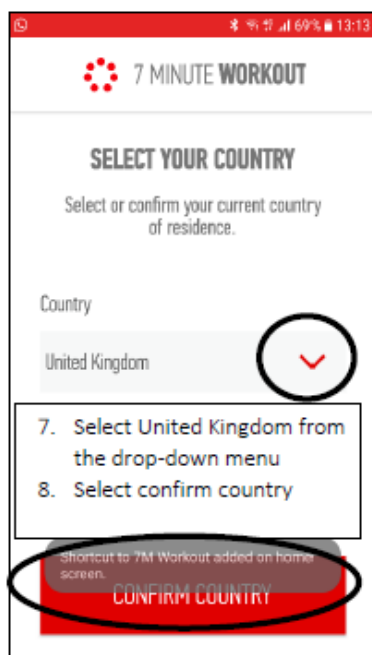 69% 13:13
7 MINUTE WORKOUT
SELECT YOUR COUNTRY
Select or confirm your current country
of residence.
Country
United Kingdom
7. Select United Kingdom from
the drop-down menu
8. Select confirm country
Shortcut to 7M Workout added on home
screen.
CONFIRM COUNTRY